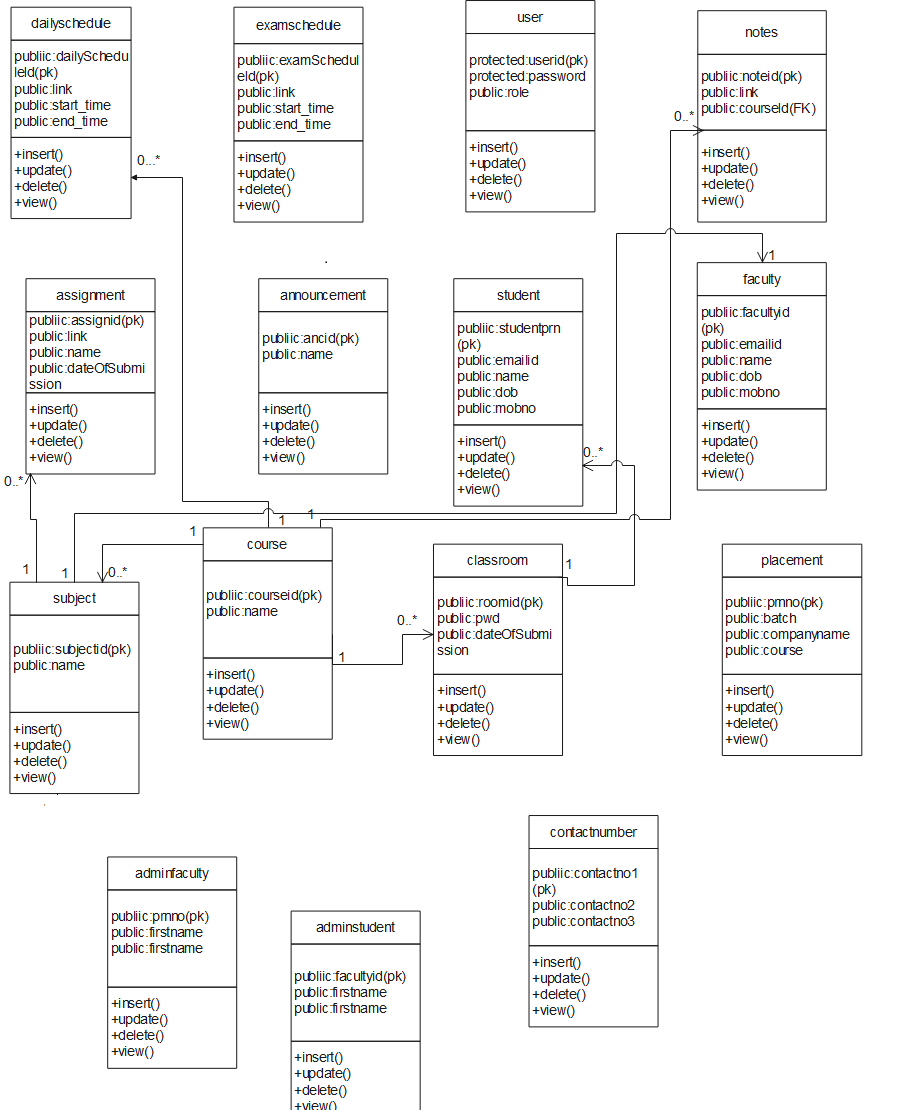 dailyschedule
publiic:dailySchedu
leId(pk)
public:link
public:start_time
public:end_time
+insert()
+update()
+delete()
+view()
examschedule
publiic:examSchedul
eId(pk)
public:link
public:start_time
public:end_time
+insert()
+update()
+delete()
+view()
user
protected:userid(pk)
protected:password
public:role
+insert()
+update()
+delete()
+view()
notes
publiic:noteid(pk)
public:link
public:courseId(FK)
+insert()
+update()
+delete()
+view()
0...*
0..*
1
assignment
publiic:assignid(pk)
public:link
public:name
public:dateOfSubmi
ssion
+insert()
+update()
+delete()
+view()
announcement
publiic:ancid(pk)
public:name
+insert()
+update()
+delete()
+view()
student
publiic:studentprn
(pk)
public:emailid
public:name
public:dob
public:mobno
+insert()
+update()
+delete()
+view()
faculty
publiic:facultyid
(pk)
public:emailid
public:name
public:dob
public:mobno
+insert()
+update()
+delete()
+view()
0..*
0..*
1
1
1
1
1
0..*
1
subject
publiic:subjectid(pk)
public:name
+insert()
+update()
+delete()
+view()
course
publiic:courseid(pk)
public:name
+insert()
+update()
+delete()
+view()
0..*
1
classroom
publiic:roomid(pk)
public:pwd
public:dateOfSubmi
ssion
+insert()
+update()
+delete()
+view()
placement
publiic:prnno(pk)
public:batch
public:companyname
public:course
+insert()
+update()
+delete()
+view()
adminfaculty
publiic:prnno(pk)
public:firstname
public:firstname
+insert()
+update()
+delete()
+view()
adminstudent
publiic:facultyid(pk)
public:firstname
public:firstname
+insert()
+update()
+delete()
+view()
contactnumber
publiic:contactno1
(pk)
public:contactno2
public:contactno3
+insert()
+update()
+delete()
+view()